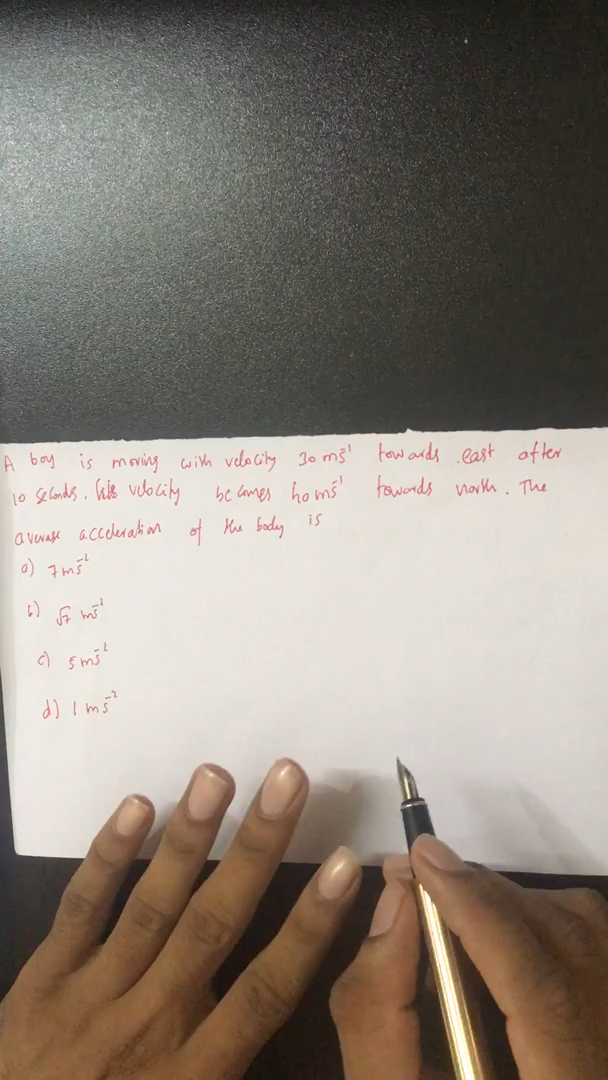 A boy is moving with velocity 30 ms⁻¹ towards east after
10 seconds. his velocity becomes 40 ms⁻¹ towards north. The
average acceleration of the body is
a) 7 ms⁻²
b) √7 ms⁻²
c) 5 ms⁻²
d) 1 ms⁻²